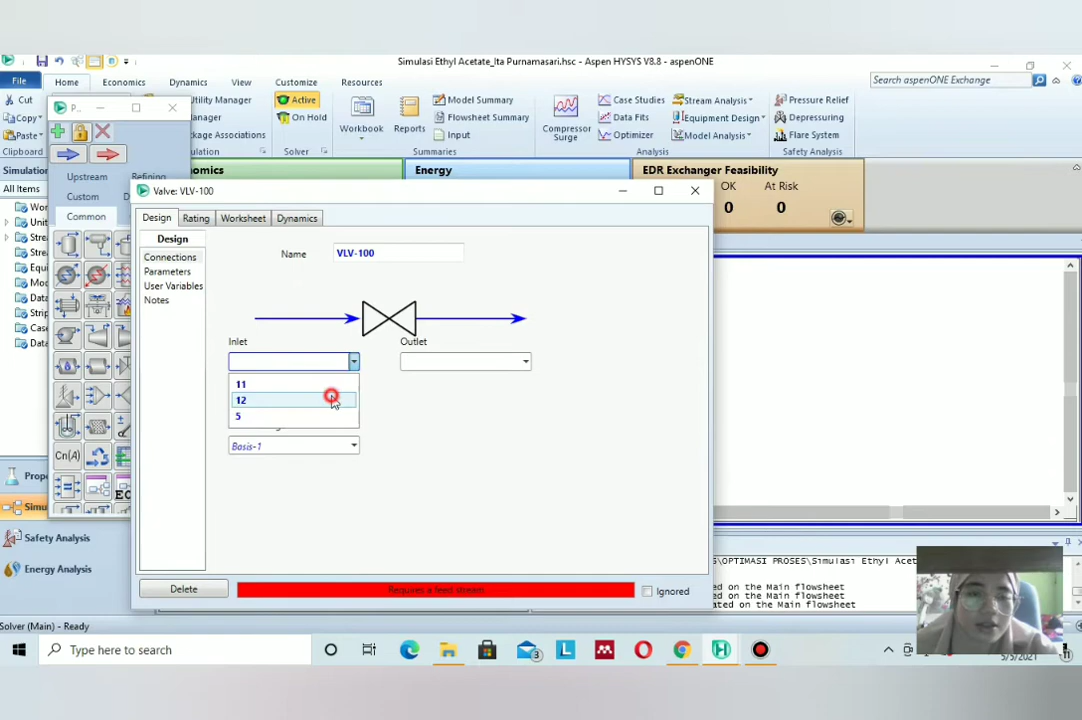 Simulasi Ethyl Acetate_Ita Purnamasari.hsc - Aspen HYSYS V8.8 - aspenONE
File
Home
Economics
Dynamics
View
Customize
Resources
Search aspenONE Exchange
Cut
Copy
Paste
Clipboard
Utility Manager
Active
On Hold
Solver
Workbook
Reports
Model Summary
Flowsheet Summary
Input
Summaries
Compressor
Surge
Case Studies
Data Fits
Optimizer
Stream Analysis
Equipment Design
Model Analysis
Analysis
Pressure Relief
Depressuring
Flare System
Safety Analysis
Energy
EDR Exchanger Feasibility
OK
At Risk
0
0
All Items
Upstream
Refining
Custom
Common
Cn(A)
Valve: VLV-100
Design
Rating
Worksheet
Dynamics
Design
Connections
Parameters
User Variables
Notes
Name
VLV-100
Inlet
Outlet
11
12
5
Basis-1
Delete
Requires a feed stream
Ignored
Safety Analysis
Energy Analysis
Solver (Main) - Ready
Type here to search
3
5/5/2021
11